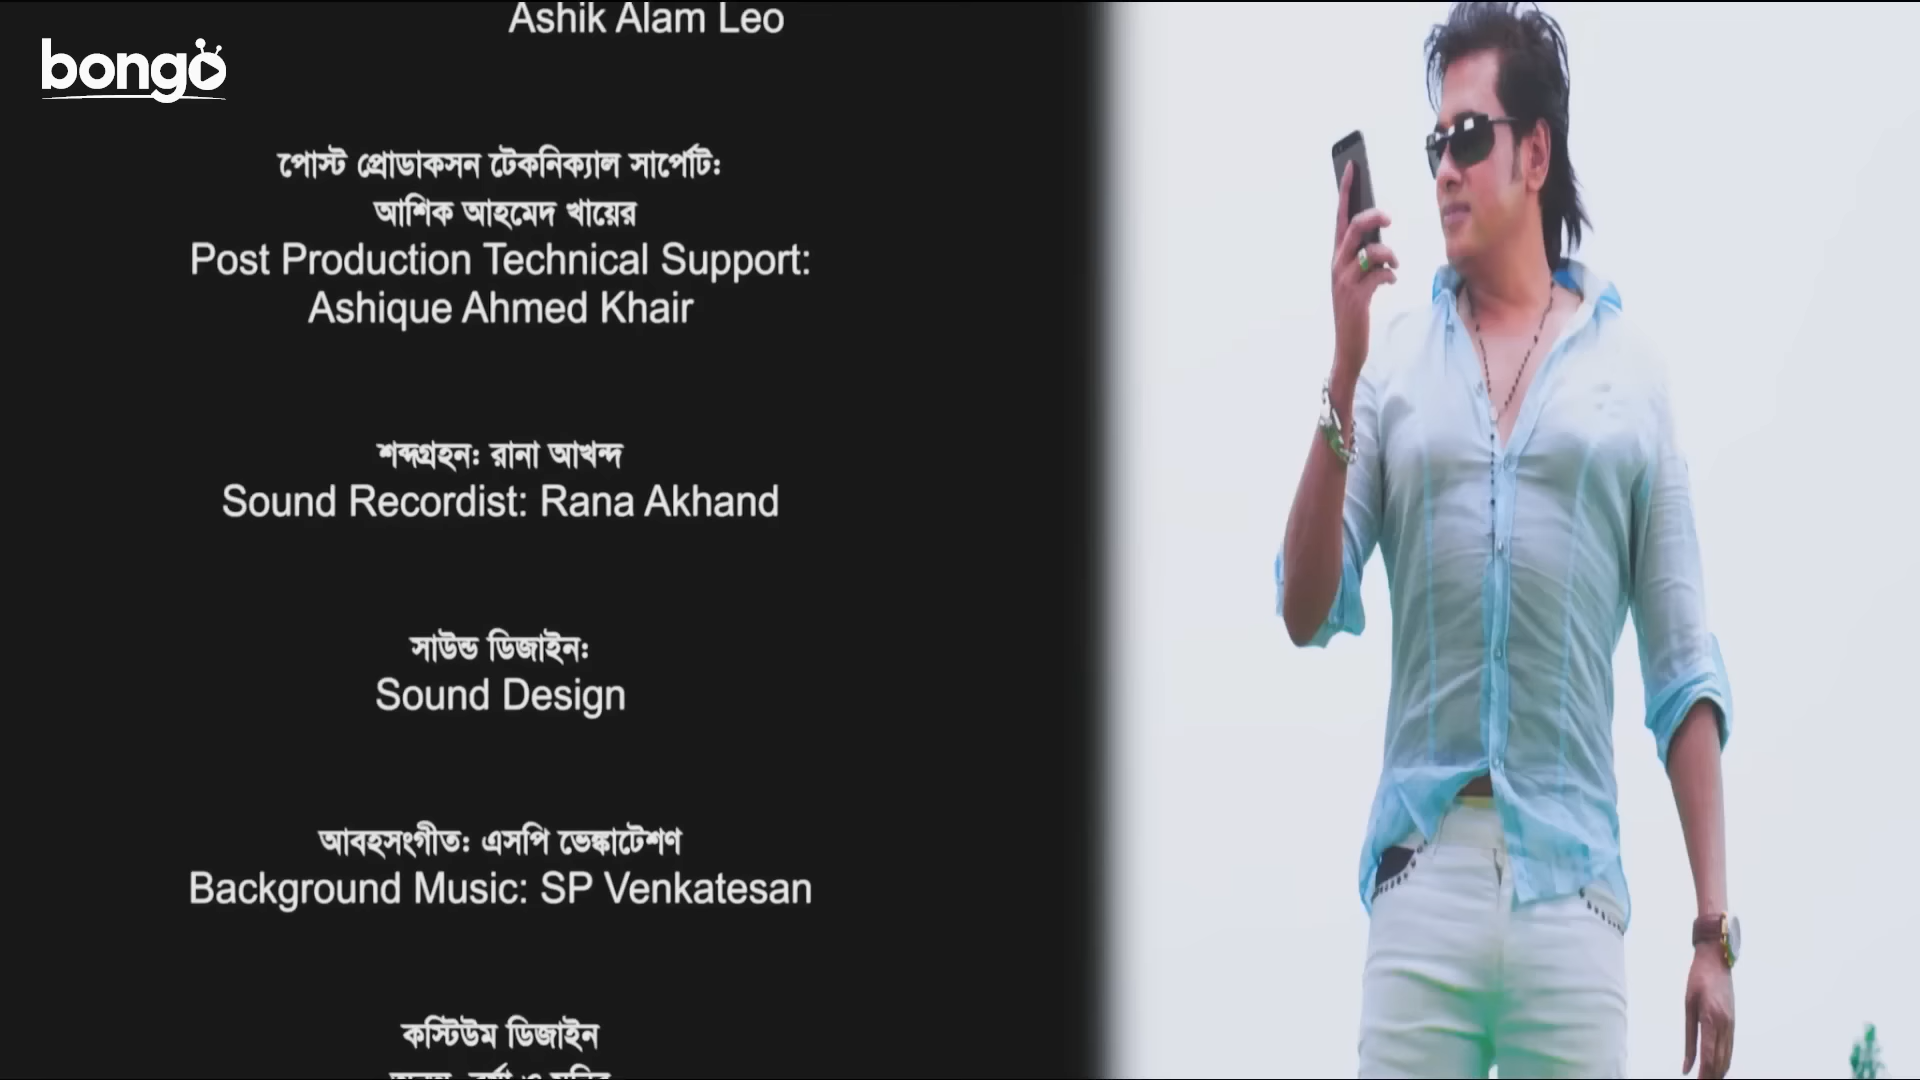 Ashik Alam Leo
bongo
পোস্ট প্রোডাকসন টেকনিক্যাল সার্পোট:
আশিক আহমেদ খায়ের
Post Production Technical Support:
Ashique Ahmed Khair
শব্দগ্রহন: রানা আখন্দ
Sound Recordist: Rana Akhand
সাউন্ড ডিজাইন:
Sound Design
আবহসংগীত: এসপি ভেঙ্কাটেশণ
Background Music: SP Venkatesan
কস্টিউম ডিজাইন